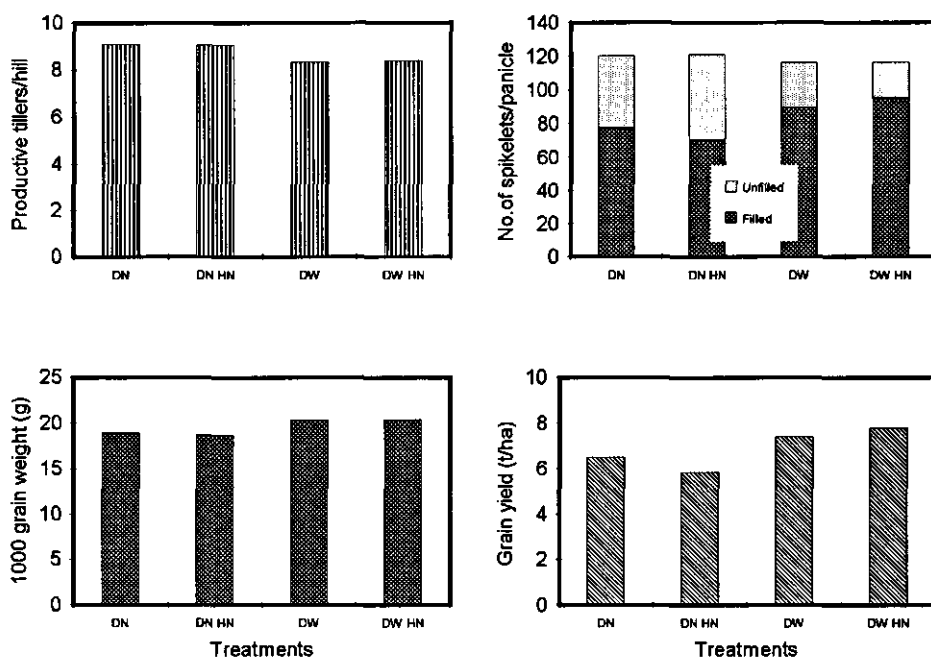 Productive tillers/hill
10
8
6
4
2
0
DN
DN HN
DW
DW HN
No.of spikelets/panicle
140
120
100
80
60
40
20
0
Unfilled
Filled
DN
DN HN
DW
DW HN
1000 grain weight (g)
25
20
15
10
5
0
DN
DN HN
DW
DW HN
Treatments
Grain yield (t/ha)
10
8
6
4
2
0
DN
DN HN
DW
DW HN
Treatments